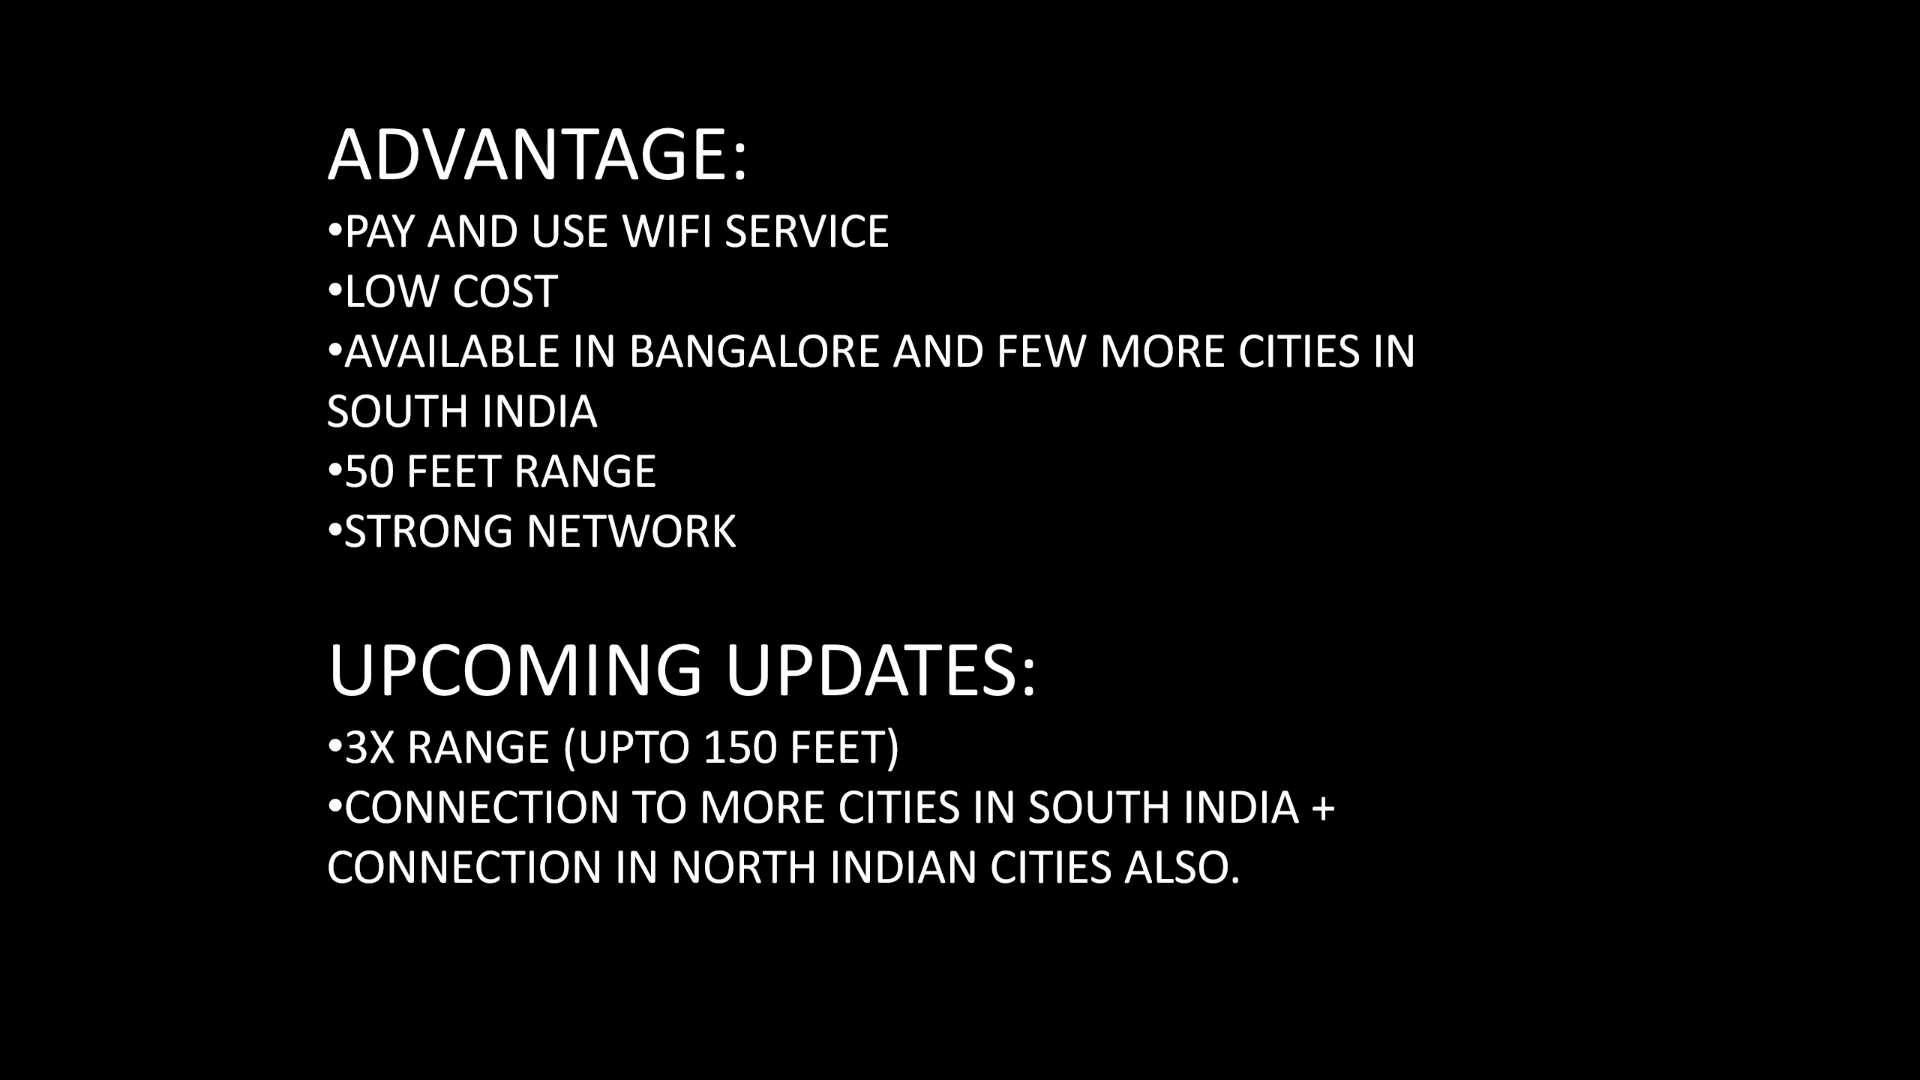 ADVANTAGE:
•PAY AND USE WIFI SERVICE
•LOW COST
•AVAILABLE IN BANGALORE AND FEW MORE CITIES IN
SOUTH INDIA
•50 FEET RANGE
•STRONG NETWORK
UPCOMING UPDATES:
•3X RANGE (UPTO 150 FEET)
•CONNECTION TO MORE CITIES IN SOUTH INDIA +
CONNECTION IN NORTH INDIAN CITIES ALSO.